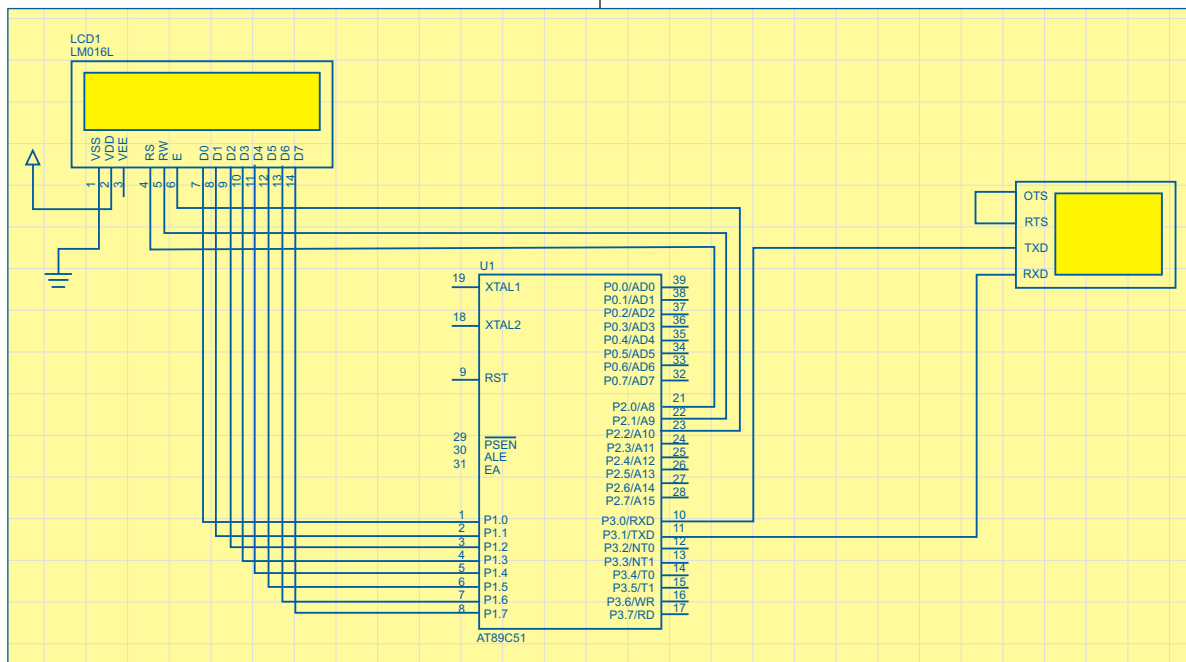 LCD1
LM016L
VSS
VDD
VEE
RS
RW
E
D0
D1
D2
D3
D4
D5
D6
D7
1
2
3
4
5
6
7
8
9
10
11
12
13
14
OTS
RTS
TXD
RXD
U1
19 XTAL1
18 XTAL2
9 RST
29 PSEN
30 ALE
31 EA
1 P1.0
2 P1.1
3 P1.2
4 P1.3
5 P1.4
6 P1.5
7 P1.6
8 P1.7
P0.0/AD0 39
P0.1/AD1 38
P0.2/AD2 37
P0.3/AD3 36
P0.4/AD4 35
P0.5/AD5 34
P0.6/AD6 33
P0.7/AD7 32
P2.0/A8 21
P2.1/A9 22
P2.2/A10 23
P2.3/A11 24
P2.4/A12 25
P2.5/A13 26
P2.6/A14 27
P2.7/A15 28
P3.0/RXD 10
P3.1/TXD 11
P3.2/NT0 12
P3.3/NT1 13
P3.4/T0 14
P3.5/T1 15
P3.6/WR 16
P3.7/RD 17
AT89C51